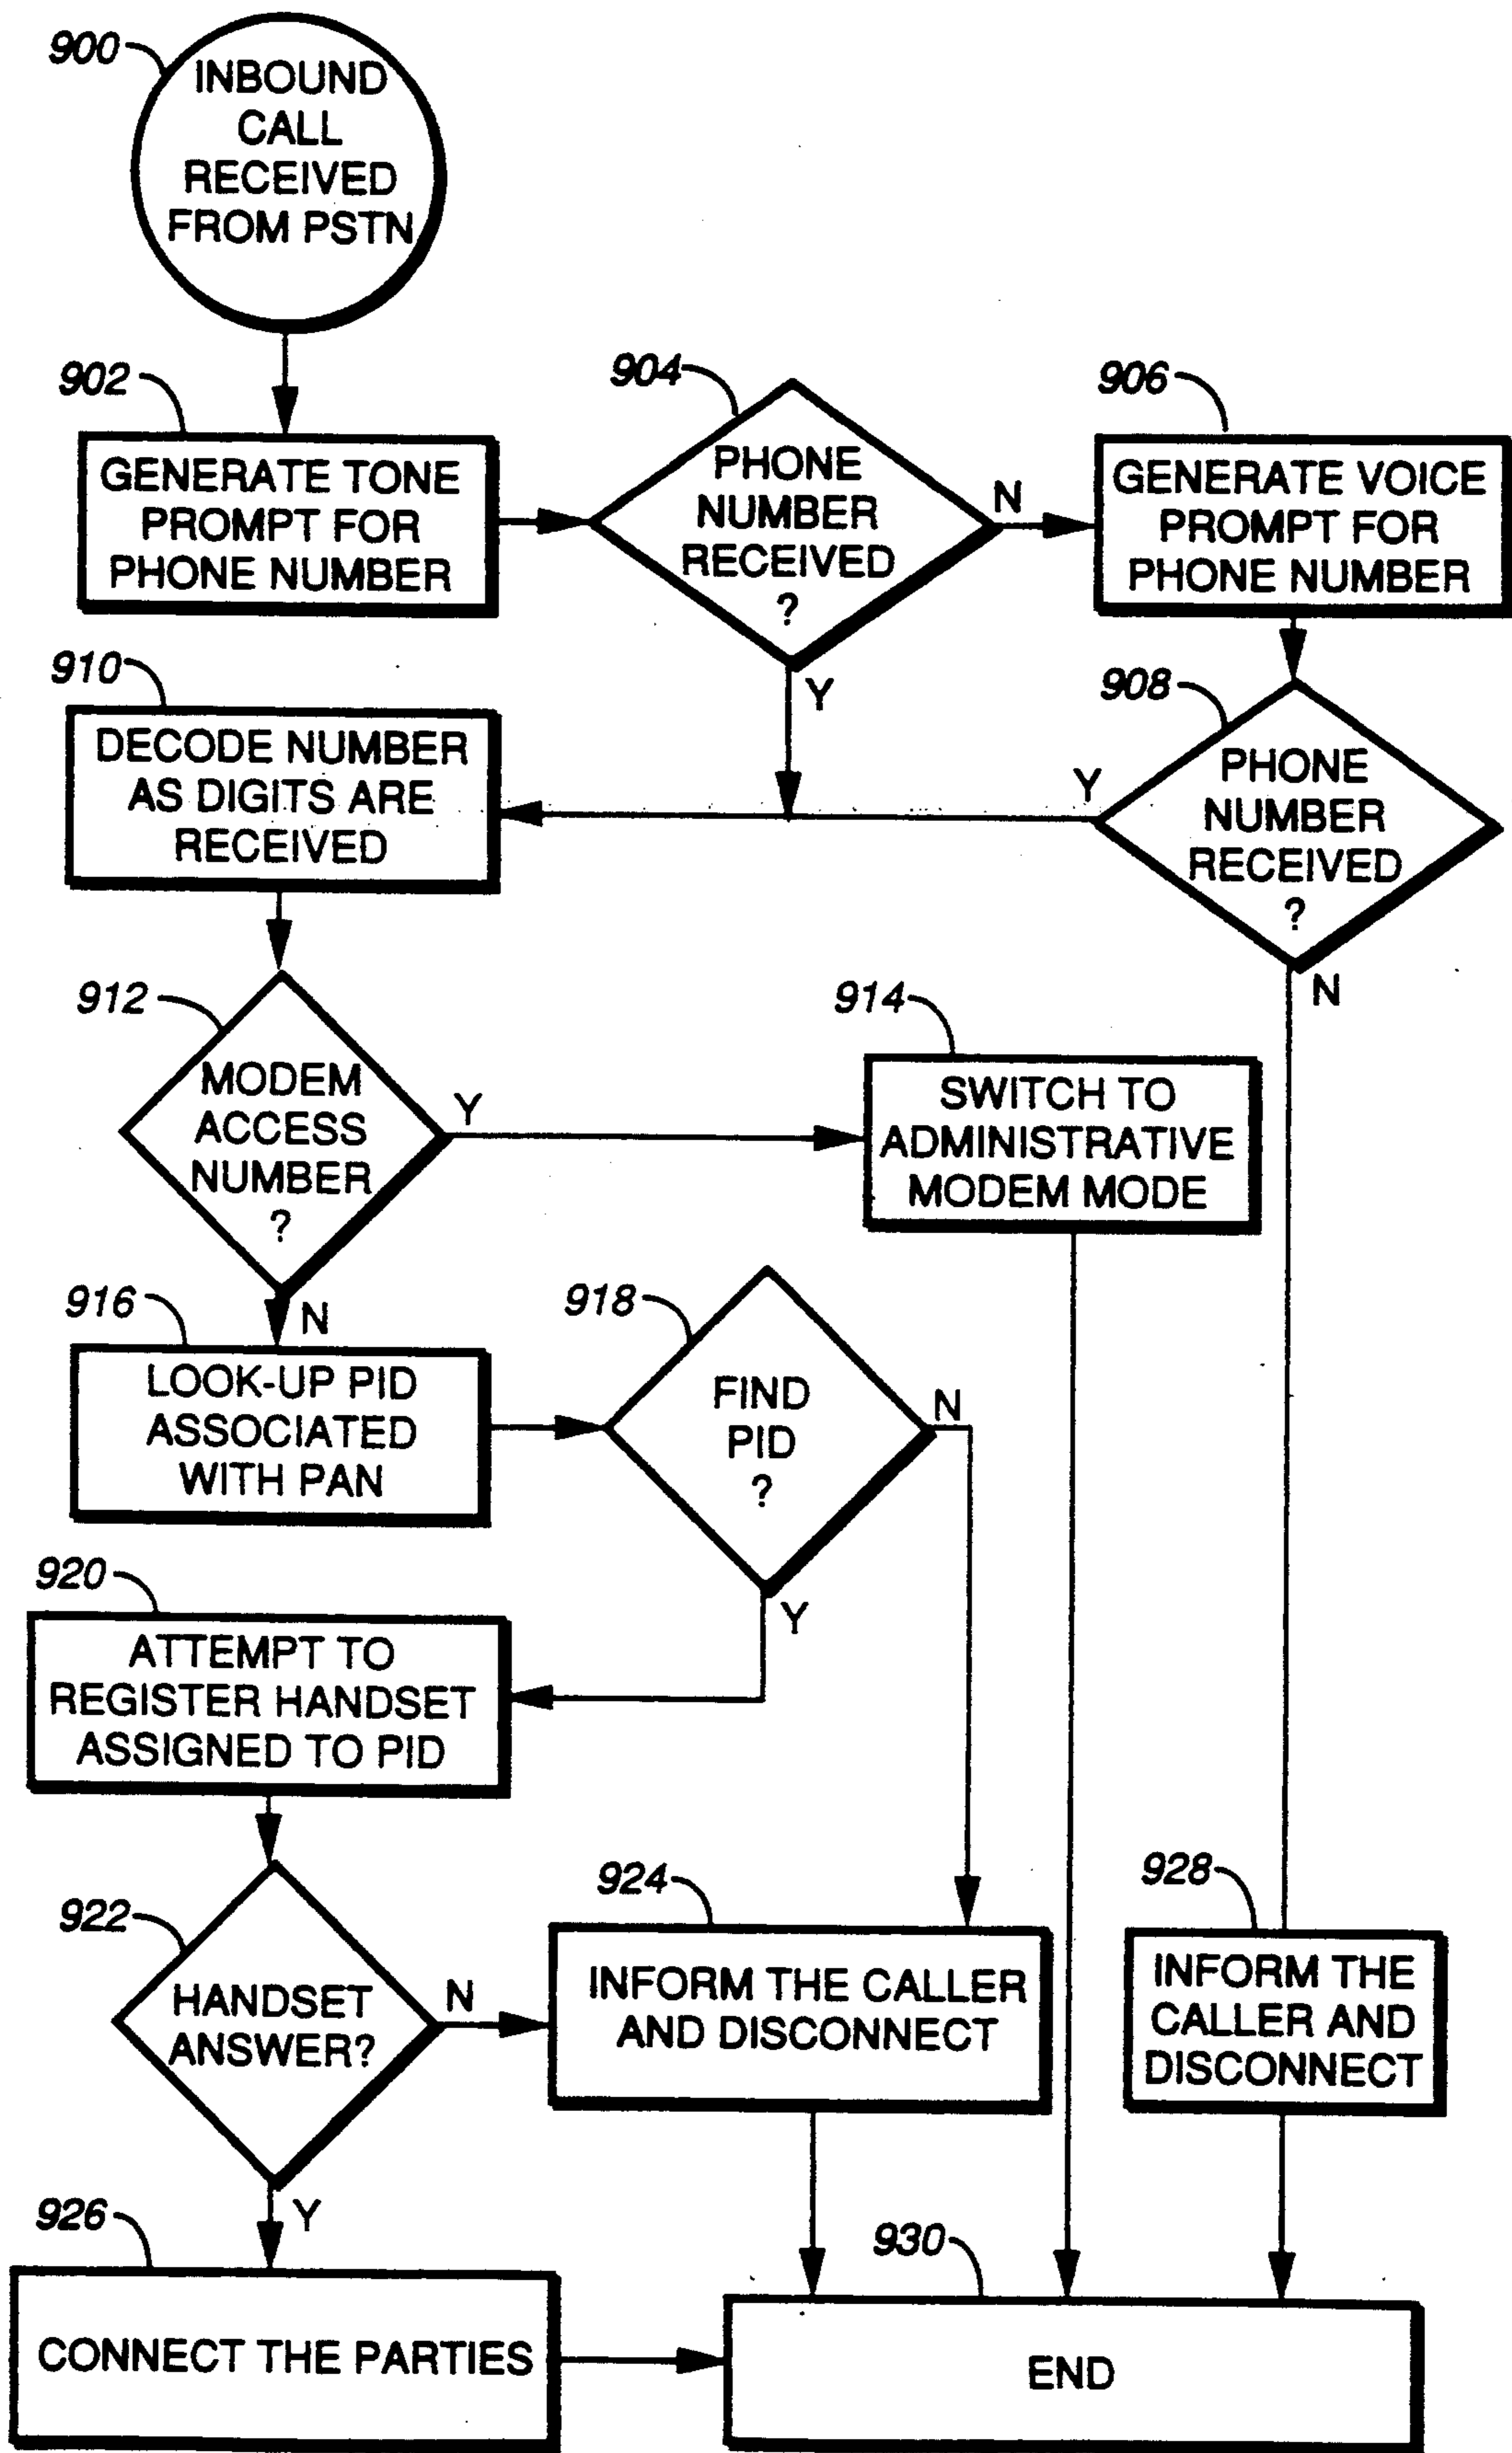 900
INBOUND
CALL
RECEIVED
FROM PSTN
902
GENERATE TONE
PROMPT FOR
PHONE NUMBER
904
PHONE
NUMBER
RECEIVED
?
N
Y
906
GENERATE VOICE
PROMPT FOR
PHONE NUMBER
908
PHONE
NUMBER
RECEIVED
?
Y
N
910
DECODE NUMBER
AS DIGITS ARE
RECEIVED
912
MODEM
ACCESS
NUMBER
?
Y
N
914
SWITCH TO
ADMINISTRATIVE
MODEM MODE
916
LOOK-UP PID
ASSOCIATED
WITH PAN
918
FIND
PID
?
N
Y
920
ATTEMPT TO
REGISTER HANDSET
ASSIGNED TO PID
922
HANDSET
ANSWER?
N
Y
924
INFORM THE CALLER
AND DISCONNECT
928
INFORM THE
CALLER AND
DISCONNECT
926
CONNECT THE PARTIES
930
END